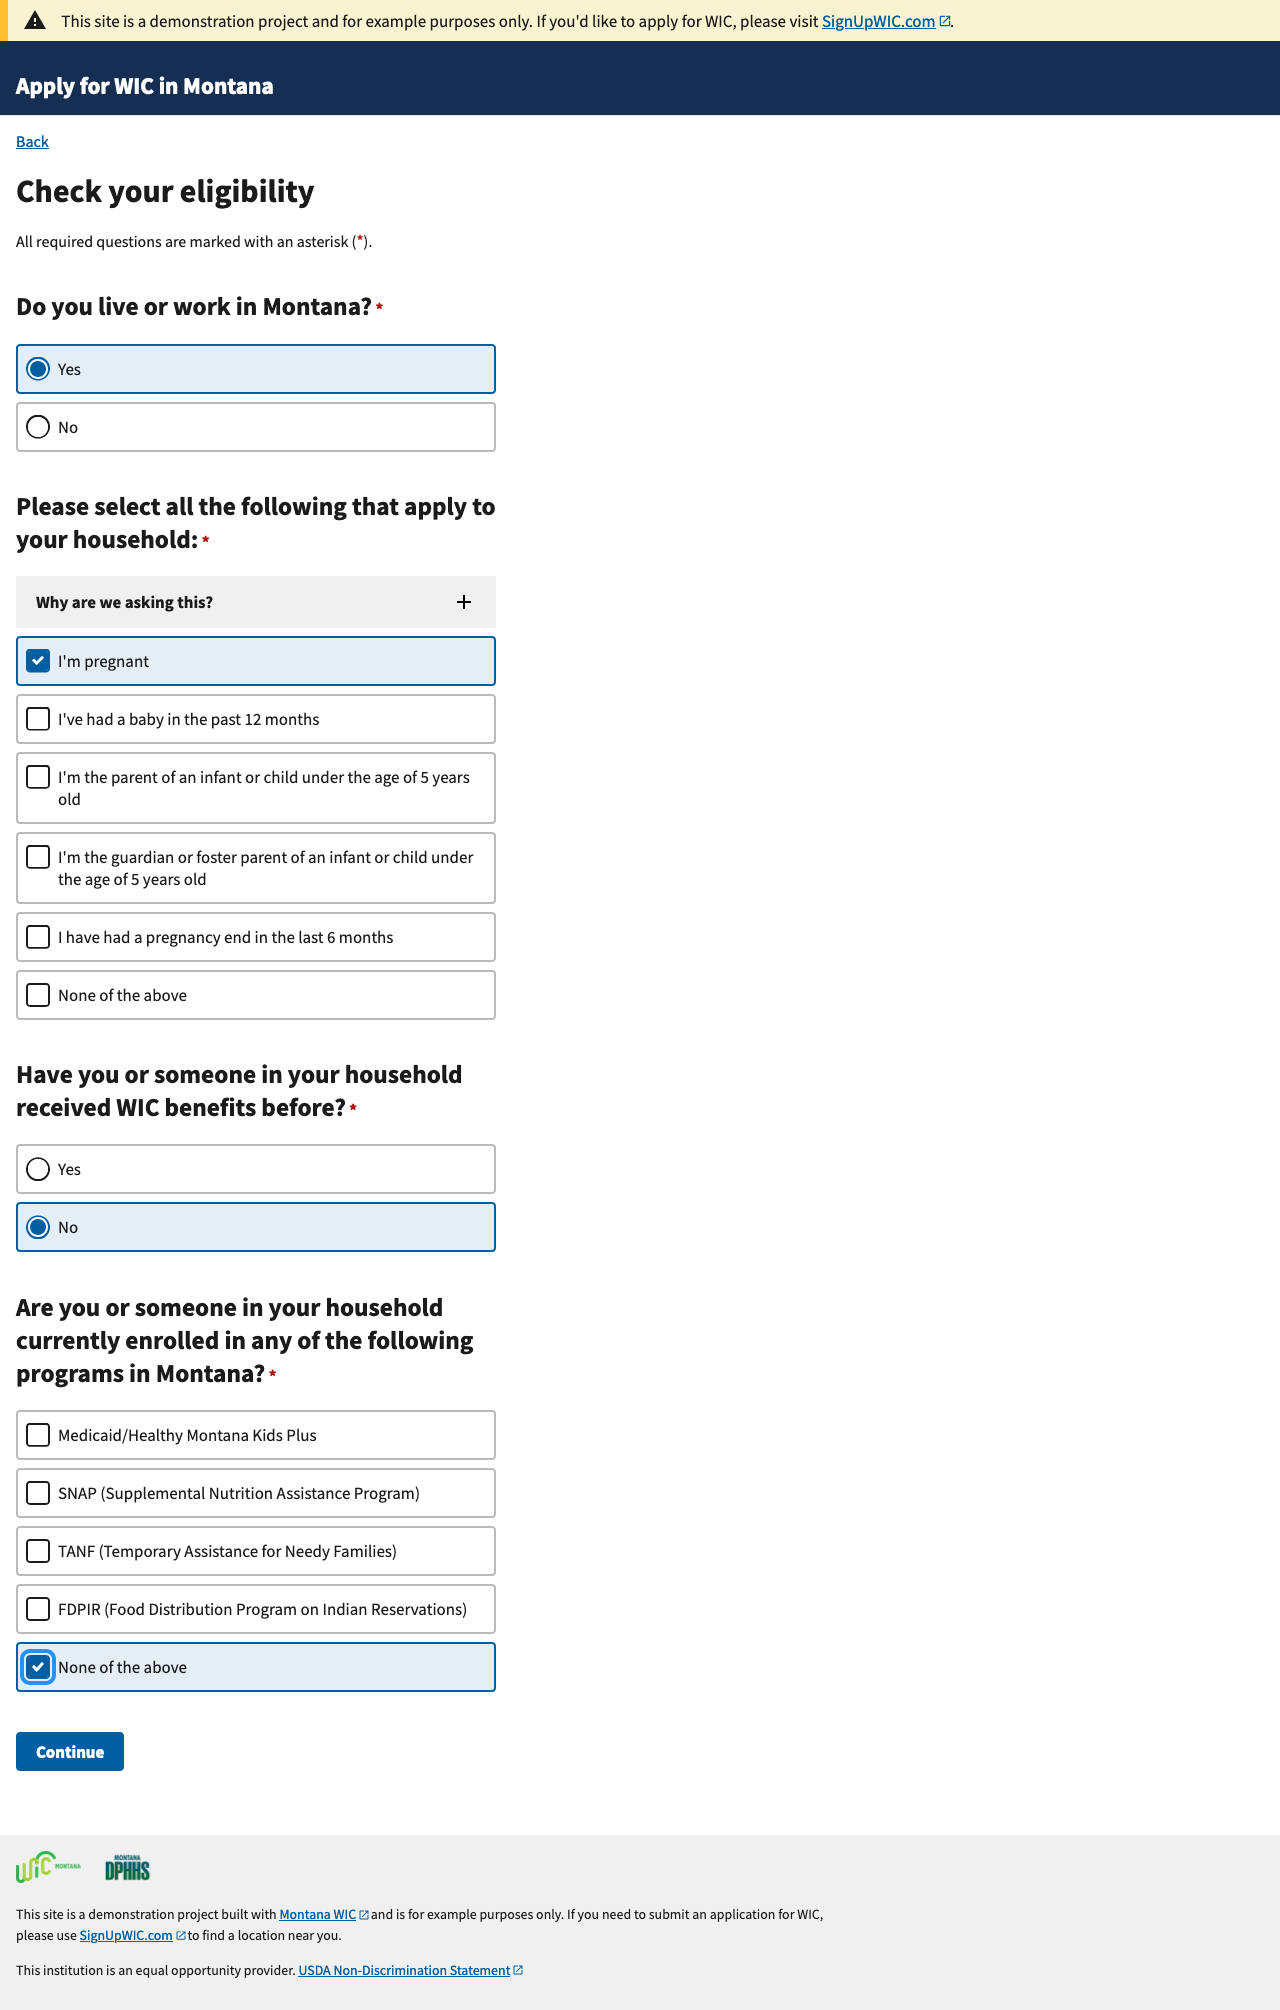 This site is a demonstration project and for example purposes only. If you'd like to apply for WIC, please visit SignUpWIC.com.
Apply for WIC in Montana
Back
Check your eligibility
All required questions are marked with an asterisk (*).
Do you live or work in Montana? *
Yes
No
Please select all the following that apply to
your household: *
Why are we asking this?
I'm pregnant
I've had a baby in the past 12 months
I'm the parent of an infant or child under the age of 5 years
old
I'm the guardian or foster parent of an infant or child under
the age of 5 years old
I have had a pregnancy end in the last 6 months
None of the above
Have you or someone in your household
received WIC benefits before? *
Yes
No
Are you or someone in your household
currently enrolled in any of the following
programs in Montana? *
Medicaid/Healthy Montana Kids Plus
SNAP (Supplemental Nutrition Assistance Program)
TANF (Temporary Assistance for Needy Families)
FDPIR (Food Distribution Program on Indian Reservations)
None of the above
Continue
WIC MONTANA
MONTANA
DPHHS
This site is a demonstration project built with Montana WIC and is for example purposes only. If you need to submit an application for WIC,
please use SignUpWIC.com to find a location near you.
This institution is an equal opportunity provider. USDA Non-Discrimination Statement